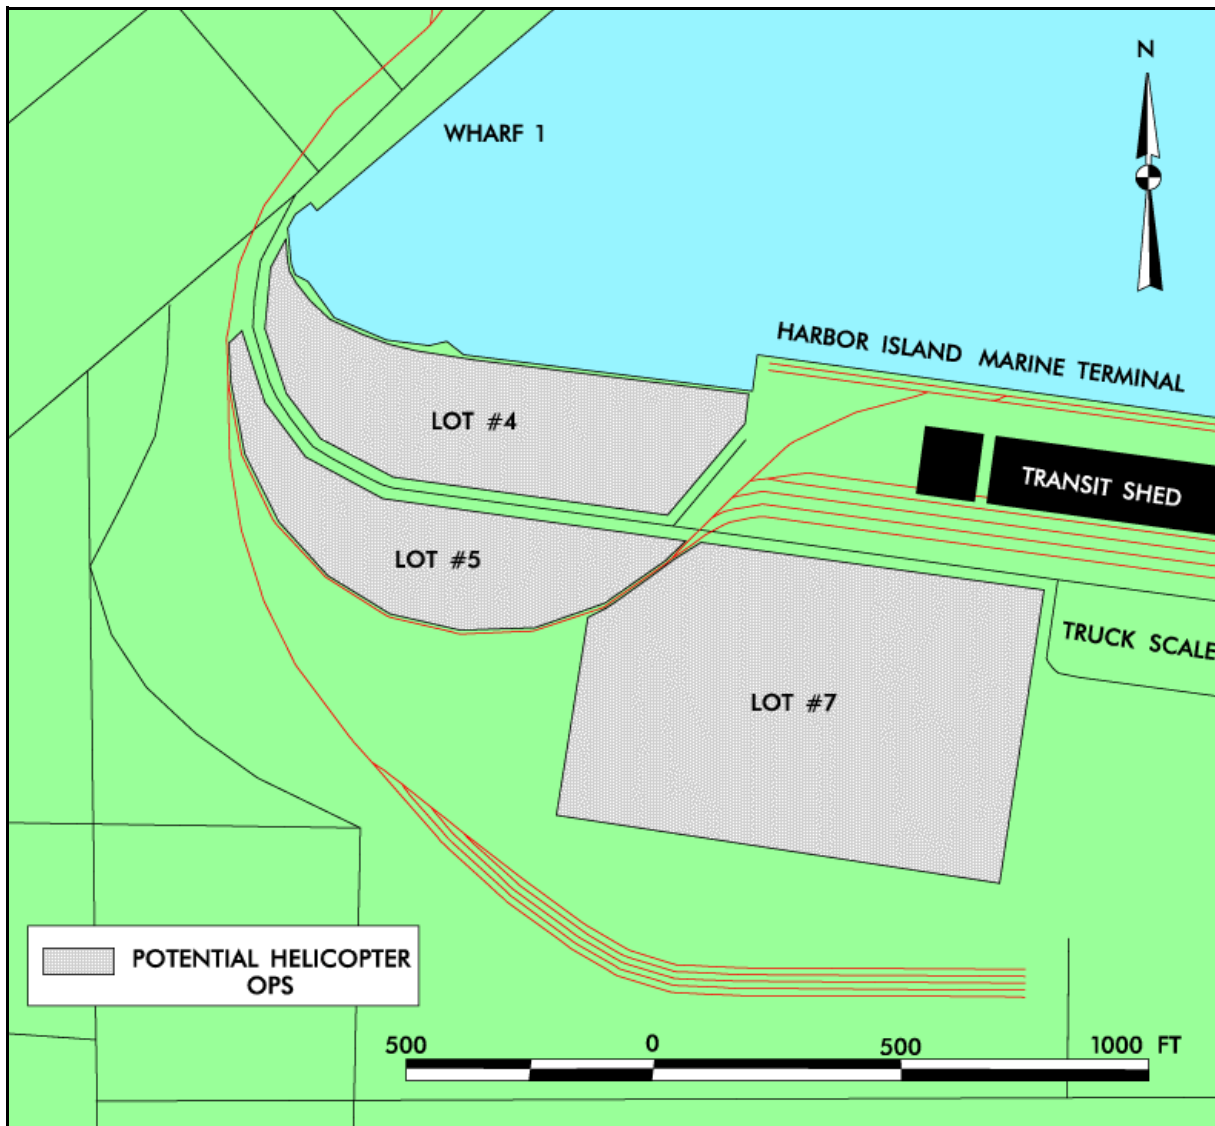 N
WHARF 1
HARBOR ISLAND MARINE TERMINAL
LOT #4
TRANSIT SHED
LOT #5
TRUCK SCALE
LOT #7
POTENTIAL HELICOPTER
OPS
500 0 500 1000 FT